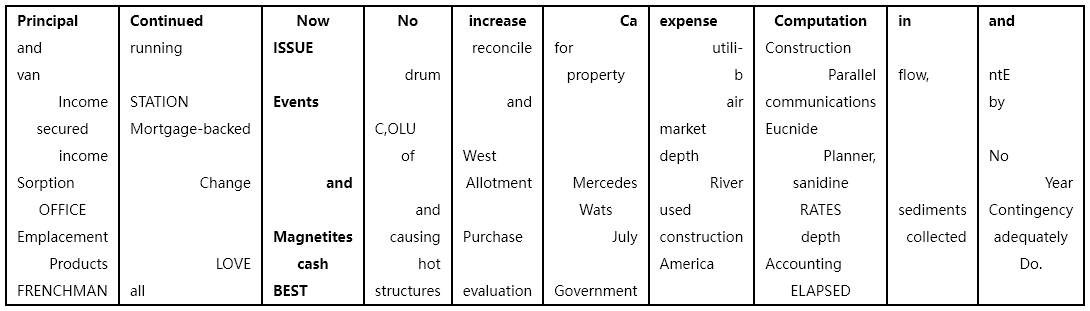 Principal Continued Now No increase Ca expense Computation in and
and running ISSUE reconcile for utili- Construction
van drum property b Parallel flow, ntE
Income STATION Events and air communications by
secured Mortgage-backed C,OLU market Eucnide
income of West depth Planner, No
Sorption Change and Allotment Mercedes River sanidine Year
OFFICE and Wats used RATES sediments Contingency
Emplacement Magnetites causing Purchase July construction depth collected adequately
Products LOVE cash hot America Accounting Do.
FRENCHMAN all BEST structures evaluation Government ELAPSED